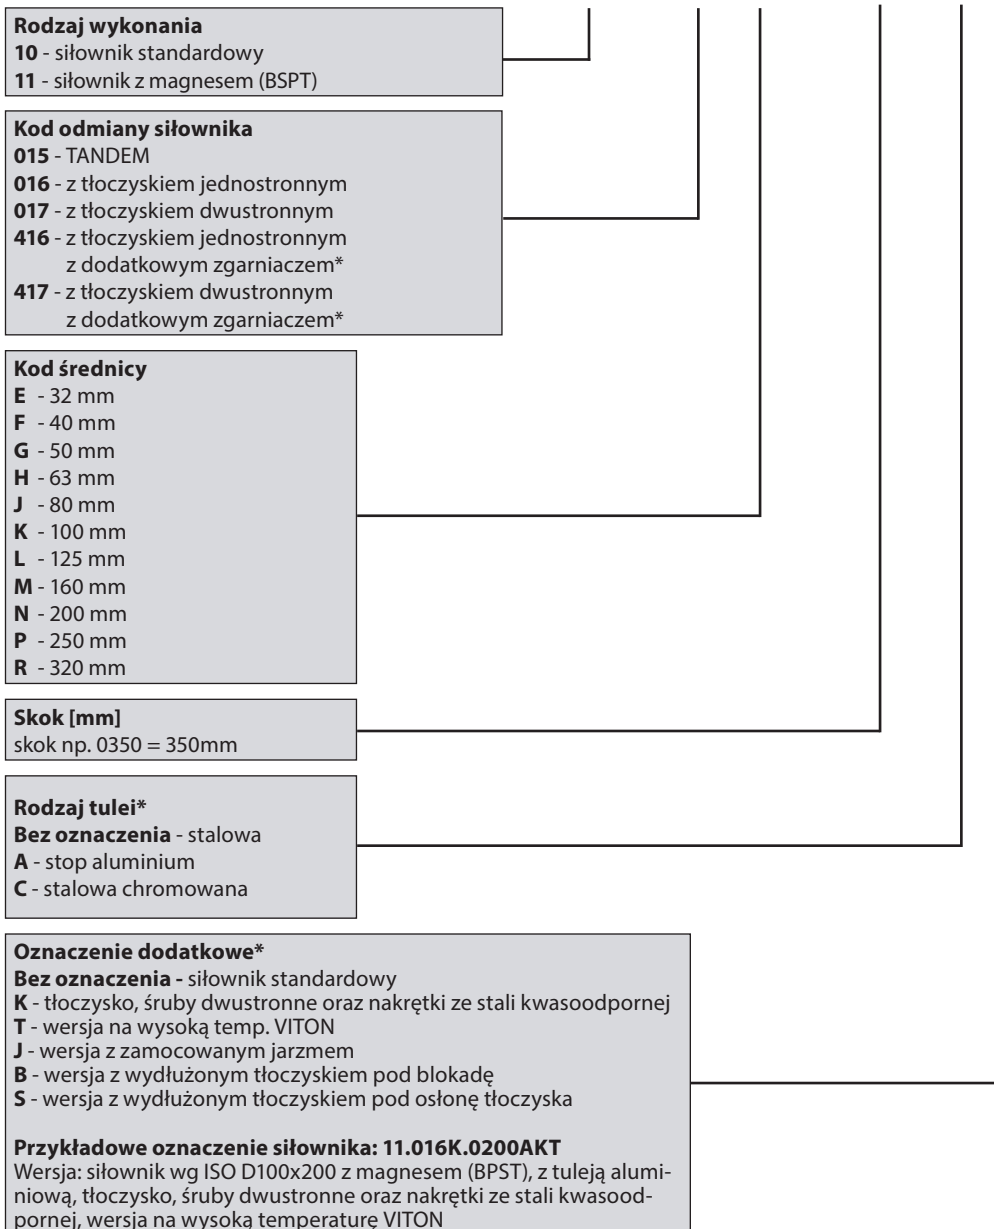 Rodzaj wykonania
10 - siłownik standardowy
11 - siłownik z magnesem (BSPT)
Kod odmiany siłownika
015 - TANDEM
016 - z tłoczyskiem jednostronnym
017 - z tłoczyskiem dwustronnym
416 - z tłoczyskiem jednostronnym
z dodatkowym zgarniaczem*
417 - z tłoczyskiem dwustronnym
z dodatkowym zgarniaczem*
Kod średnicy
E - 32 mm
F - 40 mm
G - 50 mm
H - 63 mm
J - 80 mm
K - 100 mm
L - 125 mm
M - 160 mm
N - 200 mm
P - 250 mm
R - 320 mm
Skok [mm]
skok np. 0350 = 350mm
Rodzaj tulei*
Bez oznaczenia - stalowa
A - stop aluminium
C - stalowa chromowana
Oznaczenie dodatkowe*
Bez oznaczenia - siłownik standardowy
K - tłoczysko, śruby dwustronne oraz nakrętki ze stali kwasoodpornej
T - wersja na wysoką temp. VITON
J - wersja z zamocowanym jarzmem
B - wersja z wydłużonym tłoczyskiem pod blokadę
S - wersja z wydłużonym tłoczyskiem pod osłonę tłoczyska
Przykładowe oznaczenie siłownika: 11.016K.0200AKT
Wersja: siłownik wg ISO D100x200 z magnesem (BPST), z tuleją alumi-
niową, tłoczysko, śruby dwustronne oraz nakrętki ze stali kwasood-
pornej, wersja na wysoką temperaturę VITON